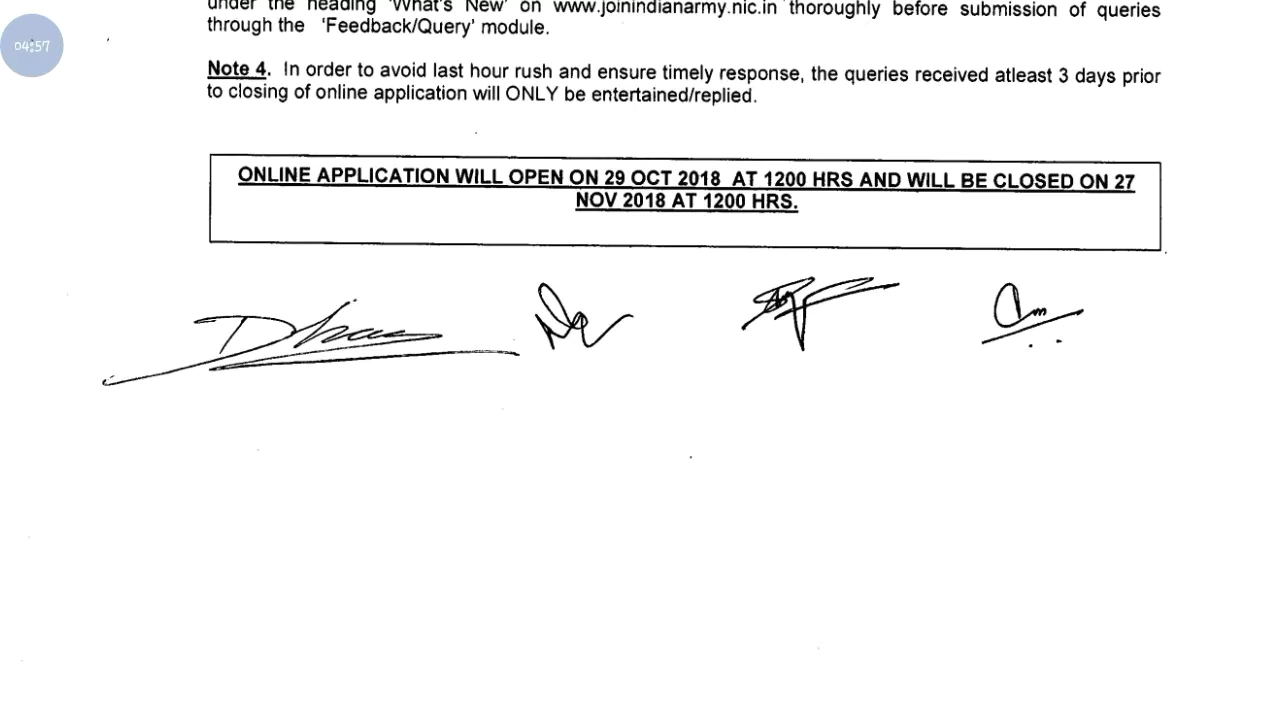 04:57
under the heading 'What's New' on www.joinindianarmy.nic.in thoroughly before submission of queries
through the 'Feedback/Query' module.
Note 4. In order to avoid last hour rush and ensure timely response, the queries received atleast 3 days prior
to closing of online application will ONLY be entertained/replied.
ONLINE APPLICATION WILL OPEN ON 29 OCT 2018 AT 1200 HRS AND WILL BE CLOSED ON 27
NOV 2018 AT 1200 HRS.